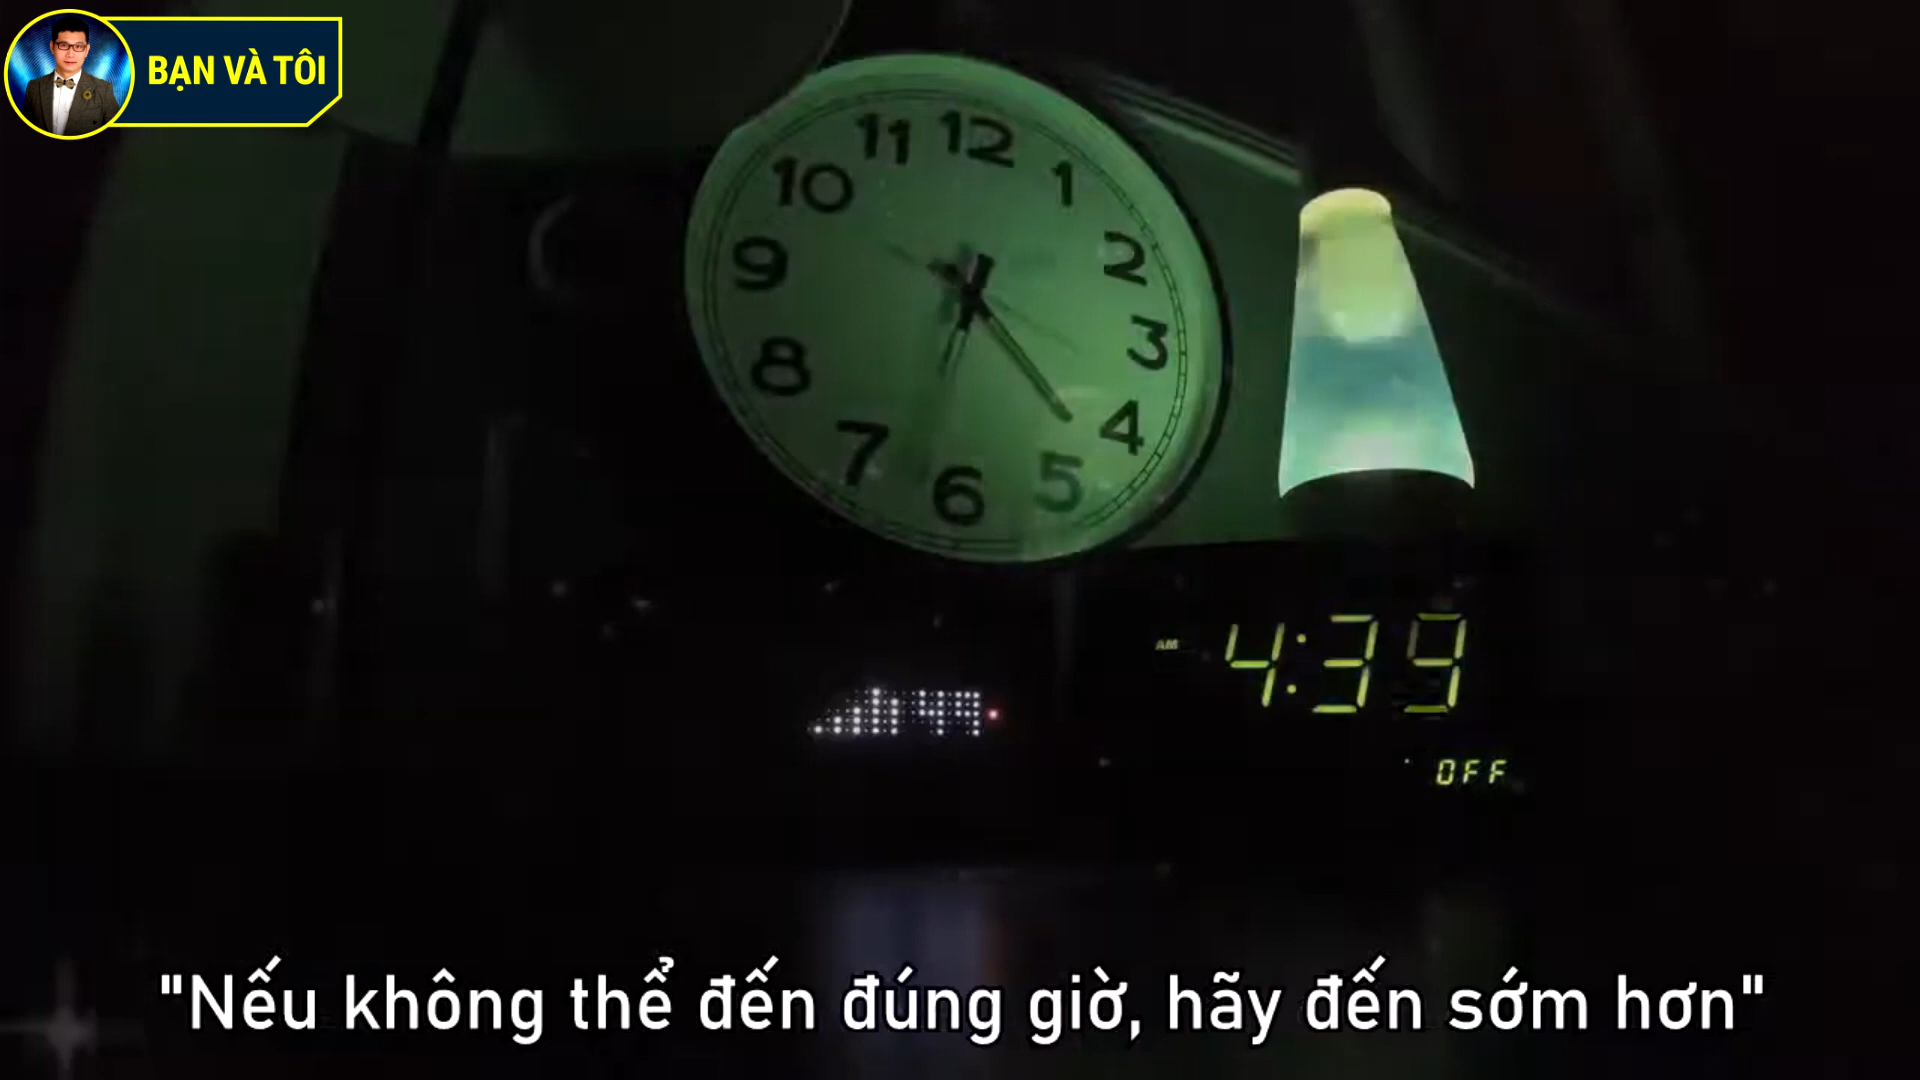 BẠN VÀ TÔI
11 12 1
10 2
9 3
8 4
7 6 5
AM 4:39
OFF
"Nếu không thể đến đúng giờ, hãy đến sớm hơn"